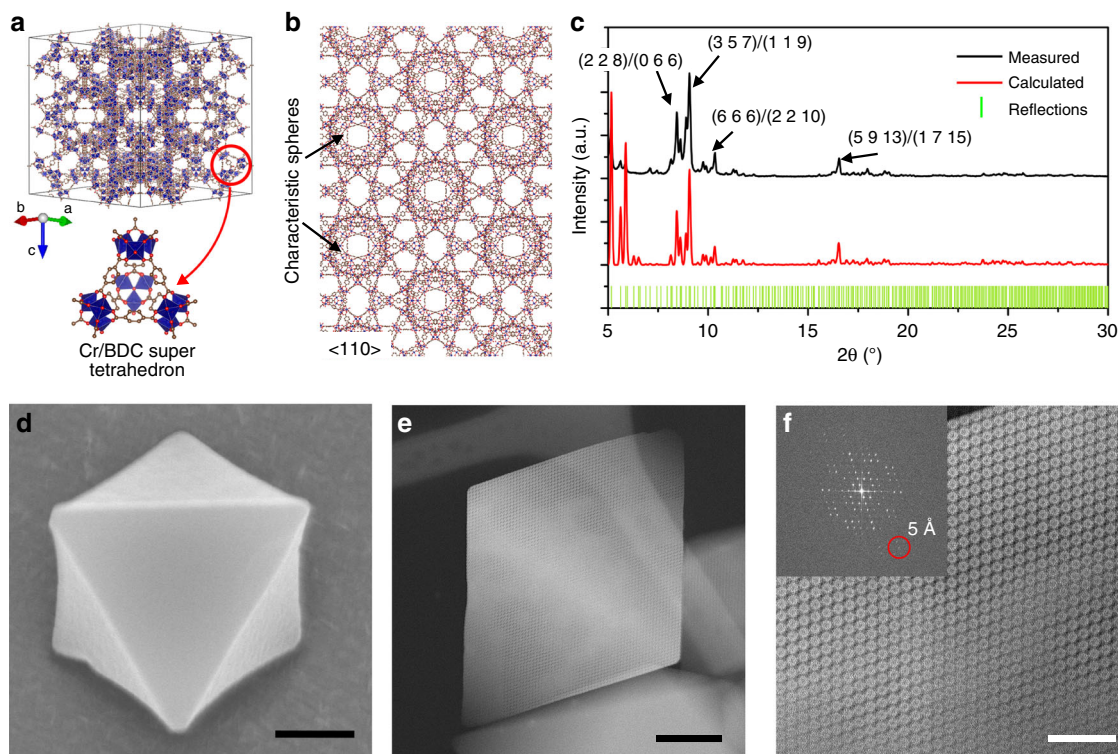 a
b
a
c
Cr/BDC super
tetrahedron
b
Characteristic spheres
<110>
c
(3 5 7)/(1 1 9)
(2 2 8)/(0 6 6)
(6 6 6)/(2 2 10)
(5 9 13)/(1 7 15)
Measured
Calculated
Reflections
Intensity (a.u.)
5
10
15
20
25
30
2θ (°)
d
e
f
5 Å